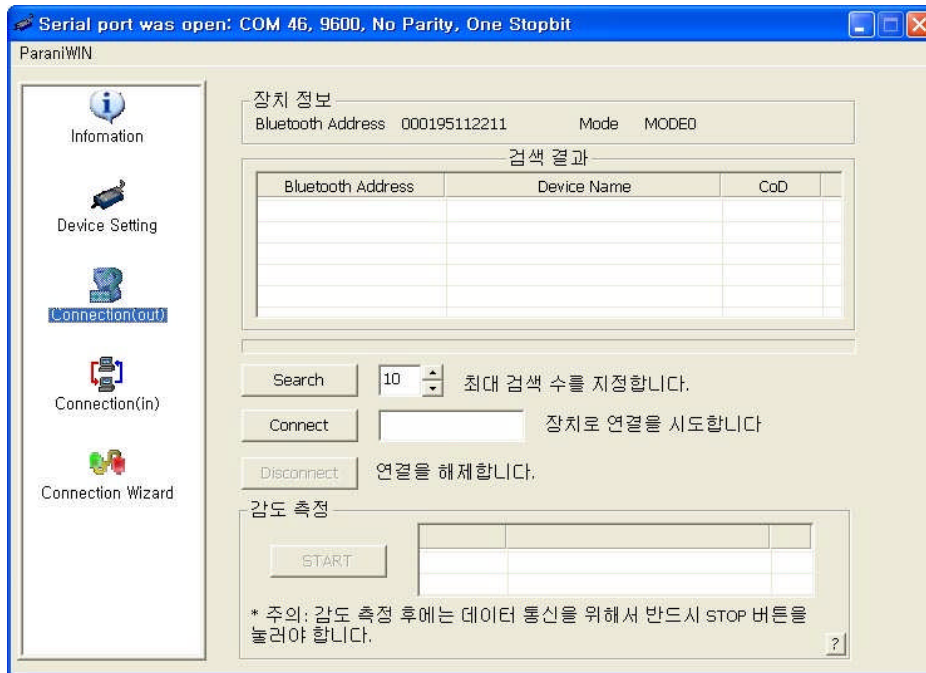 Serial port was open: COM 46, 9600, No Parity, One Stopbit
ParaniWIN
Infomation
Device Setting
Connection(out)
Connection(in)
Connection Wizard
장치 정보
Bluetooth Address 000195112211 Mode MODE0
검색 결과
Bluetooth Address Device Name CoD
Search 10 최대 검색 수를 지정합니다.
Connect 장치로 연결을 시도합니다
Disconnect 연결을 해제합니다.
감도 측정
START
* 주의: 감도 측정 후에는 데이터 통신을 위해서 반드시 STOP 버튼을
눌러야 합니다.
?